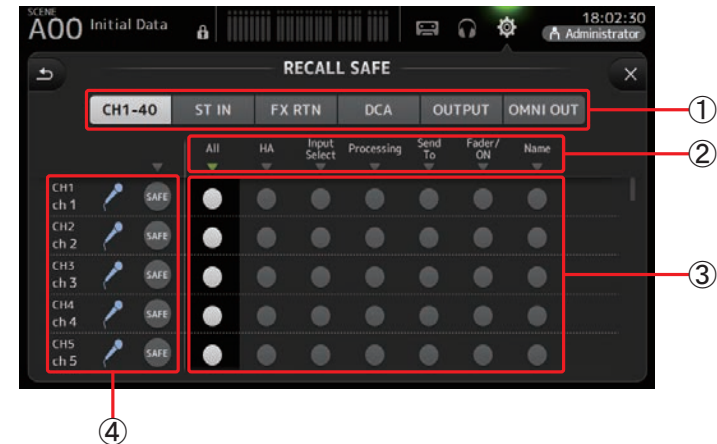 SCENE
A00 Initial Data
18:02:30
Administrator
RECALL SAFE
CH1-40 ST IN FX RTN DCA OUTPUT OMNI OUT
①
All HA Input Select Processing Send To Fader/ON Name
②
CH1
ch 1 SAFE
CH2
ch 2 SAFE
CH3
ch 3 SAFE
③
CH4
ch 4 SAFE
CH5
ch 5 SAFE
④